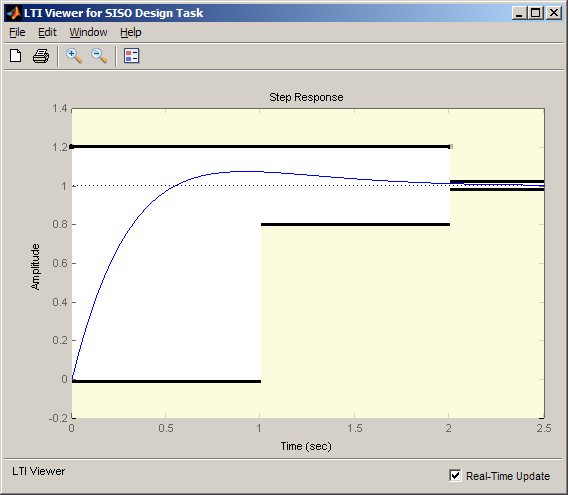 LTI Viewer for SISO Design Task
File Edit Window Help
Step Response
1.4
1.2
1
0.8
0.6
0.4
0.2
0
-0.2
Amplitude
0 0.5 1 1.5 2 2.5
Time (sec)
LTI Viewer
Real-Time Update